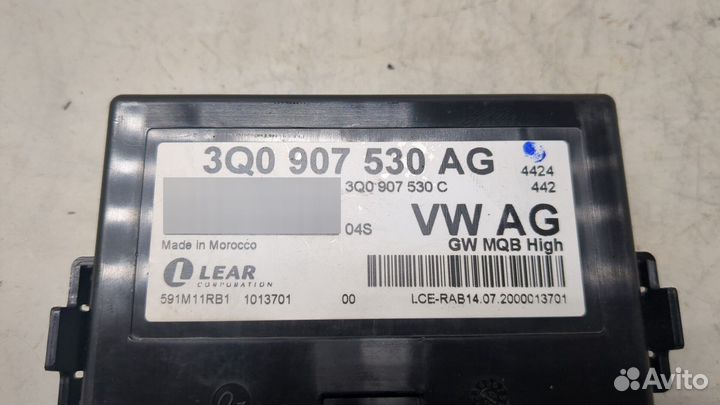 3Q0 907 530 AG
4424
3Q0 907 530 C
442
04S
VW AG
Made in Morocco
GW MQB High
LEAR
CORPORATION
591M11RB1 1013701 00 LCE-RAB14.07.2000013701
Avito